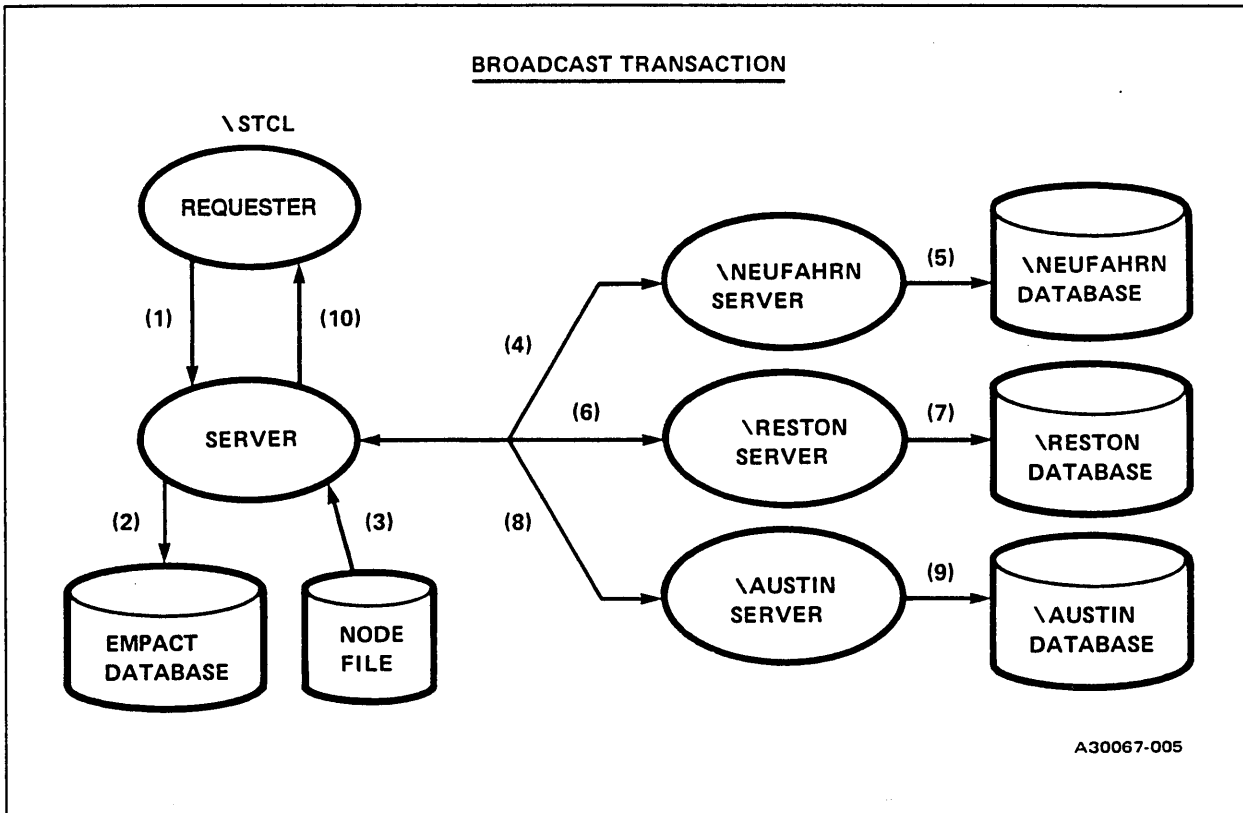 BROADCAST TRANSACTION
\STCL
REQUESTER
(1)
(10)
SERVER
(2)
(3)
EMPACT
DATABASE
NODE
FILE
(4)
(6)
(8)
\NEUFAHRN
SERVER
(5)
\NEUFAHRN
DATABASE
\RESTON
SERVER
(7)
\RESTON
DATABASE
\AUSTIN
SERVER
(9)
\AUSTIN
DATABASE
A30067-005